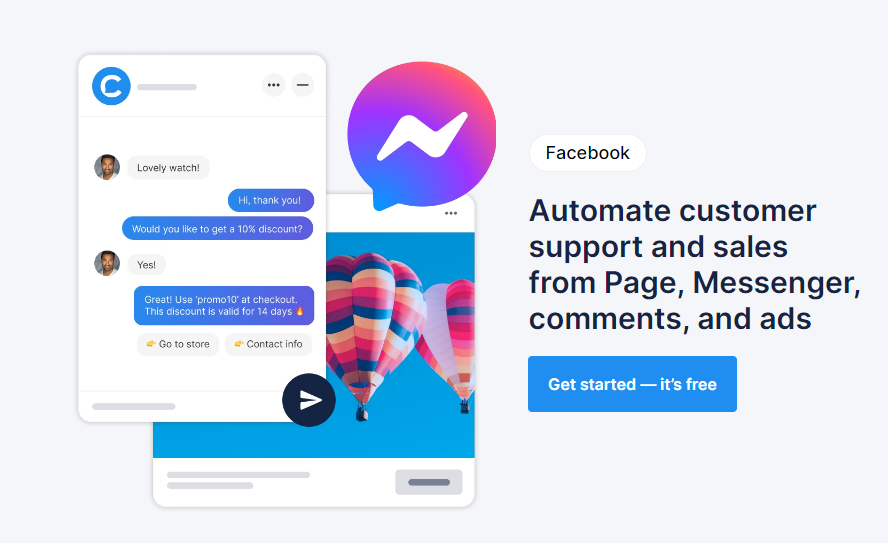 Lovely watch!
Hi, thank you!
Would you like to get a 10% discount?
Yes!
Great! Use 'promo10' at checkout.
This discount is valid for 14 days 🔥
👉 Go to store
👉 Contact info
Facebook
Automate customer
support and sales
from Page, Messenger,
comments, and ads
Get started — it's free